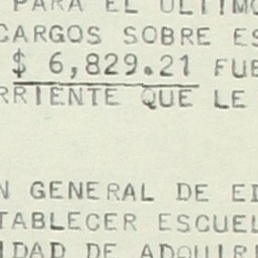 PARA EL ULTIMO
CARGOS SOBRE ES
$ 6,829.21 FUE
RRIENTE QUE LE
N GENERAL DE ED
TABLECER ESCUEL
IDAD DE ADQUIRI